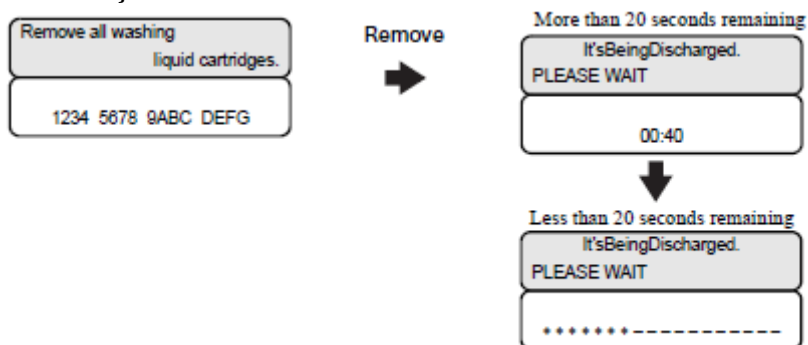 Remove all washing
liquid cartridges.
1234 5678 9ABC DEFG
Remove
More than 20 seconds remaining
It'sBeingDischarged.
PLEASE WAIT
00:40
Less than 20 seconds remaining
It'sBeingDischarged.
PLEASE WAIT
*******-----------